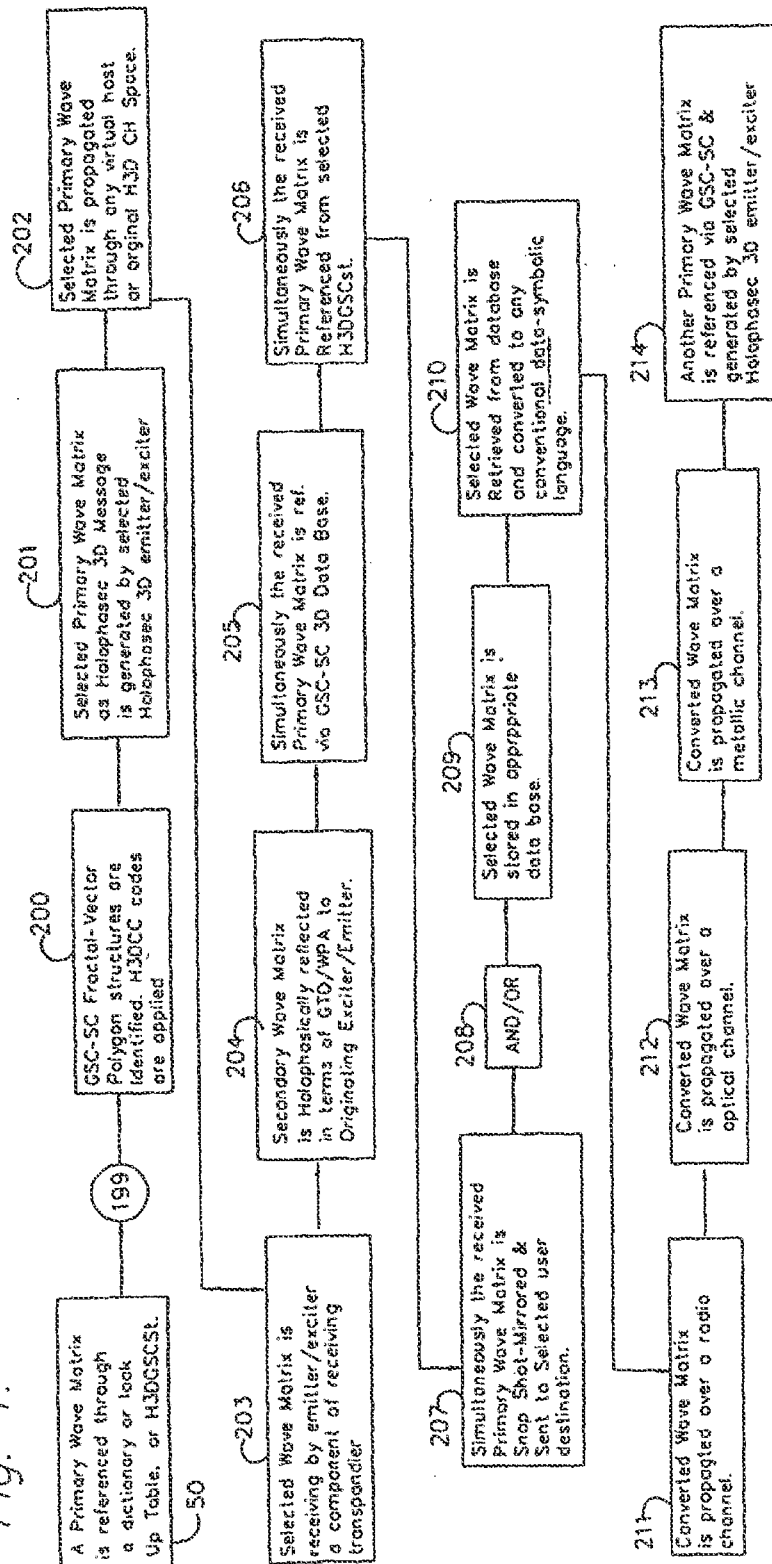 Fig. 7.
A Primary Wave Matrix
is referenced through
a dictionary or look
Up Table, or H3DGSCSt.
50
199
200
GSC-SC Fractal-Vector
Polygon structures are
Identified. H3DCC codes
are applied
201
Selected Primary Wave Matrix
as Holophasec 3D Message
is generated by selected
Holophasec 3D emitter/exciter
202
Selected Primary Wave
Matrix is propagated
through any virtual host
or orginal H3D CH Space.
203
Selected Wave Matrix is
receiving by emitter/exciter
a component of receiving
transpondier
204
Secondary Wave Matrix
is Holophasically reflected
in terms of GTO/WPA to
Originating Exciter/Emitter.
205
Simultaneously the received
Primary Wave Matrix is ref.
via GSC-SC 3D Data Base.
206
Simultaneously the received
Primary Wave Matrix is
Referenced from selected
H3DGSCSt.
207
Simultaneously the received
Primary Wave Matrix is
Snap Shot-Mirrored &
Sent to Selected user
destination.
208
AND/OR
209
Selected Wave Matrix is
stored in appropriate
data base.
210
Selected Wave Matrix is
Retrieved from database
and converted to any
conventional data-symbolic
language.
211
Converted Wave Matrix
is propagated over a radio
channel.
212
Converted Wave Matrix
is propagated over a
optical channel.
213
Converted Wave Matrix
is propagated over a
metallic channel.
214
Another Primary Wave Matrix
is referenced via GSC-SC &
generated by selected
Holophasec 3D emitter/exciter